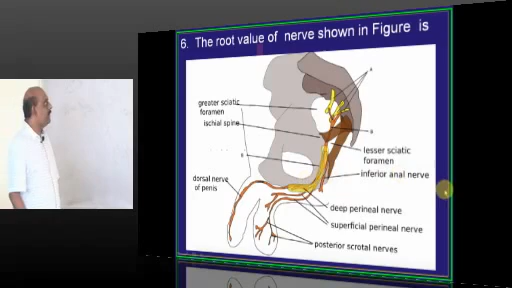 6. The root value of nerve shown in Figure is
A
greater sciatic
foramen
ischial spine
B
lesser sciatic
foramen
inferior anal nerve
dorsal nerve
of penis
deep perineal nerve
superficial perineal nerve
posterior scrotal nerves